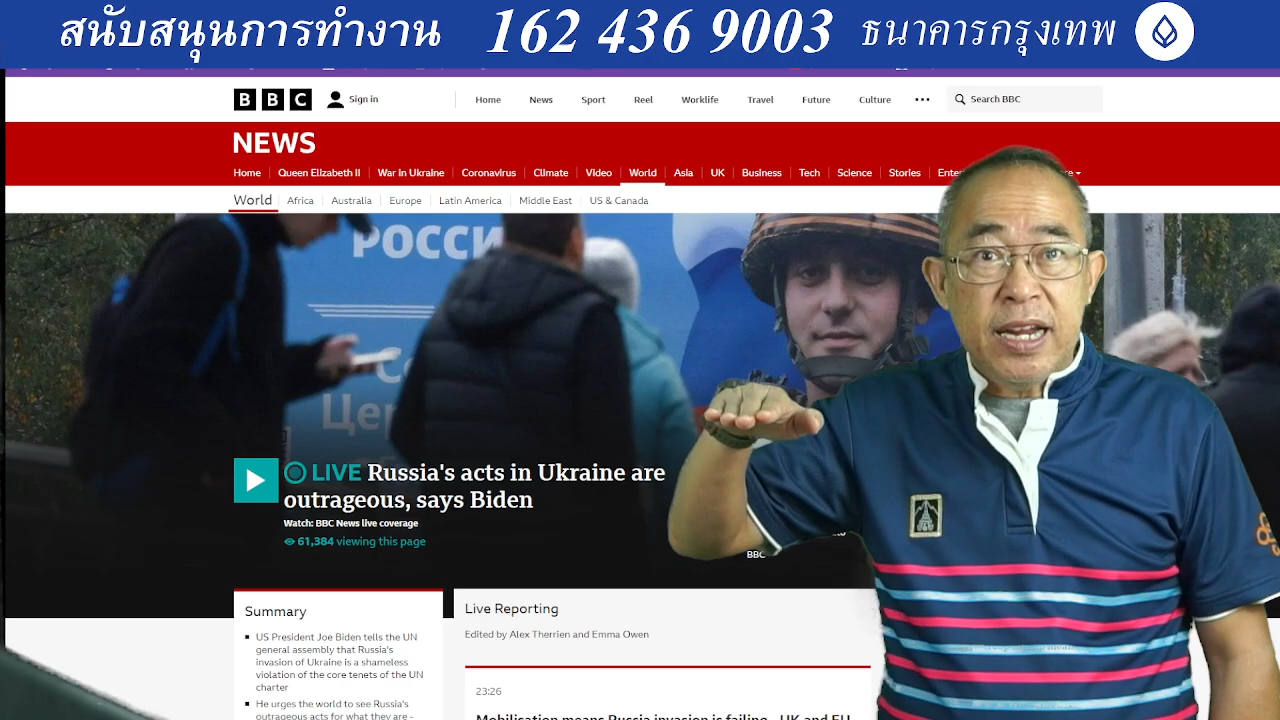 สนับสนุนการทำงาน 162 436 9003 ธนาคารกรุงเทพ
BBC Sign in Home News Sport Reel Worklife Travel Future Culture ••• Search BBC
NEWS
Home Queen Elizabeth II War in Ukraine Coronavirus Climate Video World Asia UK Business Tech Science Stories
World Africa Australia Europe Latin America Middle East US & Canada
РОССИ
LIVE Russia's acts in Ukraine are
outrageous, says Biden
Watch: BBC News live coverage
61,384 viewing this page
BBC
Summary
Live Reporting
Edited by Alex Therrien and Emma Owen
US President Joe Biden tells the UN
general assembly that Russia's
invasion of Ukraine is a shameless
violation of the core tenets of the UN
charter
He urges the world to see Russia's
outrageous acts for what they are -
23:26
Mobilisation means Russia invasion is failing - UK and EU